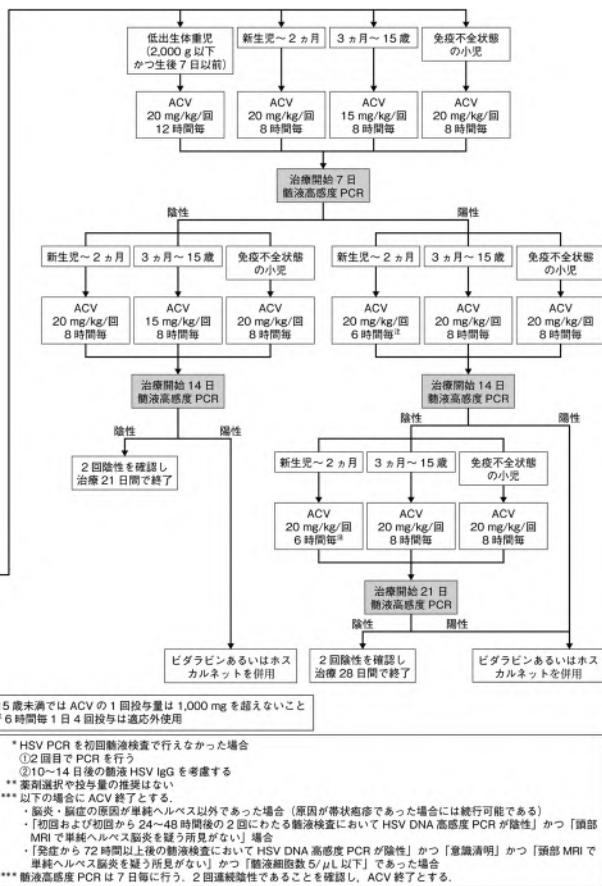 低出生体重児
(2,000 g 以下
かつ生後 7 日以前)
新生児~2ヵ月
3ヵ月~15歳
免疫不全状態
の小児
ACV
20 mg/kg/回
12 時間毎
ACV
20 mg/kg/回
8 時間毎
ACV
15 mg/kg/回
8 時間毎
ACV
20 mg/kg/回
8 時間毎
治療開始 7 日
髄液高感度 PCR
陰性
陽性
新生児~2ヵ月
3ヵ月~15歳
免疫不全状態
の小児
新生児~2ヵ月
3ヵ月~15歳
免疫不全状態
の小児
ACV
20 mg/kg/回
8 時間毎
ACV
15 mg/kg/回
8 時間毎
ACV
20 mg/kg/回
8 時間毎
ACV
20 mg/kg/回
6 時間毎注
ACV
20 mg/kg/回
8 時間毎
ACV
20 mg/kg/回
8 時間毎
治療開始 14 日
髄液高感度 PCR
治療開始 14 日
髄液高感度 PCR
陰性
陽性
陰性
陽性
2 回陰性を確認し
治療 21 日間で終了
新生児~2ヵ月
3ヵ月~15歳
免疫不全状態
の小児
ACV
20 mg/kg/回
6 時間毎注
ACV
20 mg/kg/回
8 時間毎
ACV
20 mg/kg/回
8 時間毎
治療開始 21 日
髄液高感度 PCR
陰性
陽性
ビダラビンあるいはホス
カルネットを併用
2 回陰性を確認し
治療 28 日間で終了
ビダラビンあるいはホス
カルネットを併用
5 歳未満では ACV の 1 回投与量は 1,000 mg を超えないこと
6 時間毎 1 日 4 回投与は適応外使用
* HSV PCR を初回髄液検査で行えなかった場合
①2 回目で PCR を行う
②10~14 日後の髄液 HSV IgG を考慮する
** 薬剤選択や投与量の推奨はない
*** 以下の場合に ACV 終了とする.
・脳炎・脳症の原因が単純ヘルペス以外であった場合(原因が帯状疱疹であった場合には続行可能である)
・「初回および初回から 24~48 時間後の 2 回にわたる髄液検査において HSV DNA 高感度 PCR が陰性」かつ「頭部
MRI で単純ヘルペス脳炎を疑う所見がない」場合
・「発症から 72 時間以上後の髄液検査において HSV DNA 高感度 PCR が陰性」かつ「意識清明」かつ「頭部 MRI で
単純ヘルペス脳炎を疑う所見がない」かつ「髄液細胞数 5/μL 以下」であった場合
*** 髄液高感度 PCR は 7 日毎に行う. 2 回連続陰性であることを確認し, ACV 終了とする.